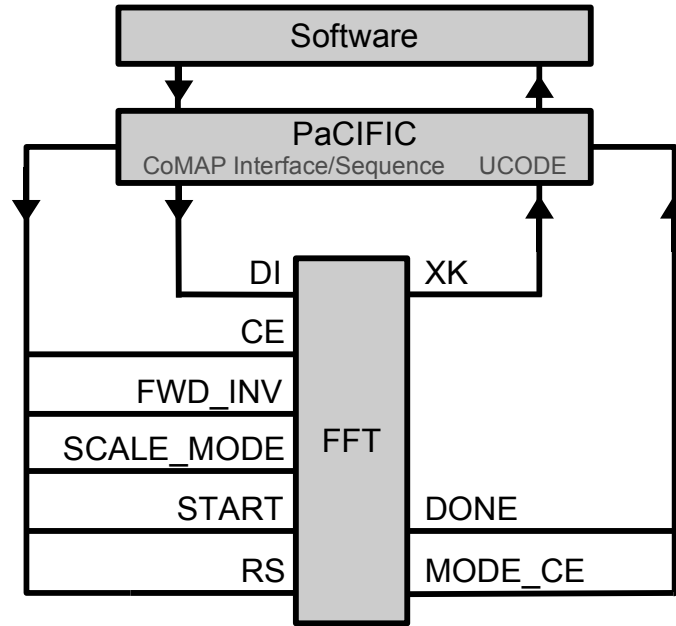 Software
PaCIFIC
CoMAP Interface/Sequence UCODE
DI XK
CE
FWD_INV
FFT
SCALE_MODE
START DONE
RS MODE_CE